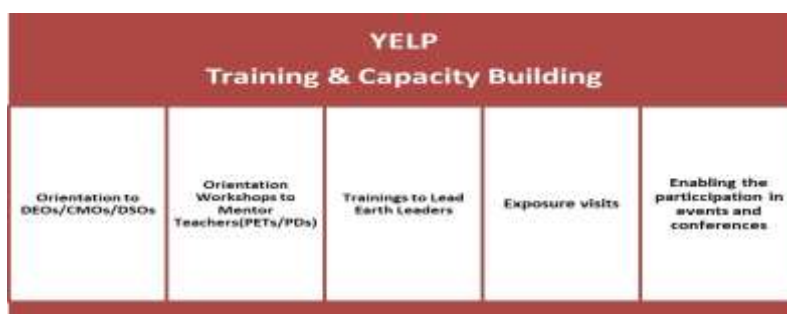 YELP
Training & Capacity Building
Orientation to
DEOs/CMOs/DSOs
Orientation
Workshops to
Mentor
Teachers(PETs/PDs)
Trainings to Lead
Earth Leaders
Exposure visits
Enabling the
particcipation in
events and
conferences